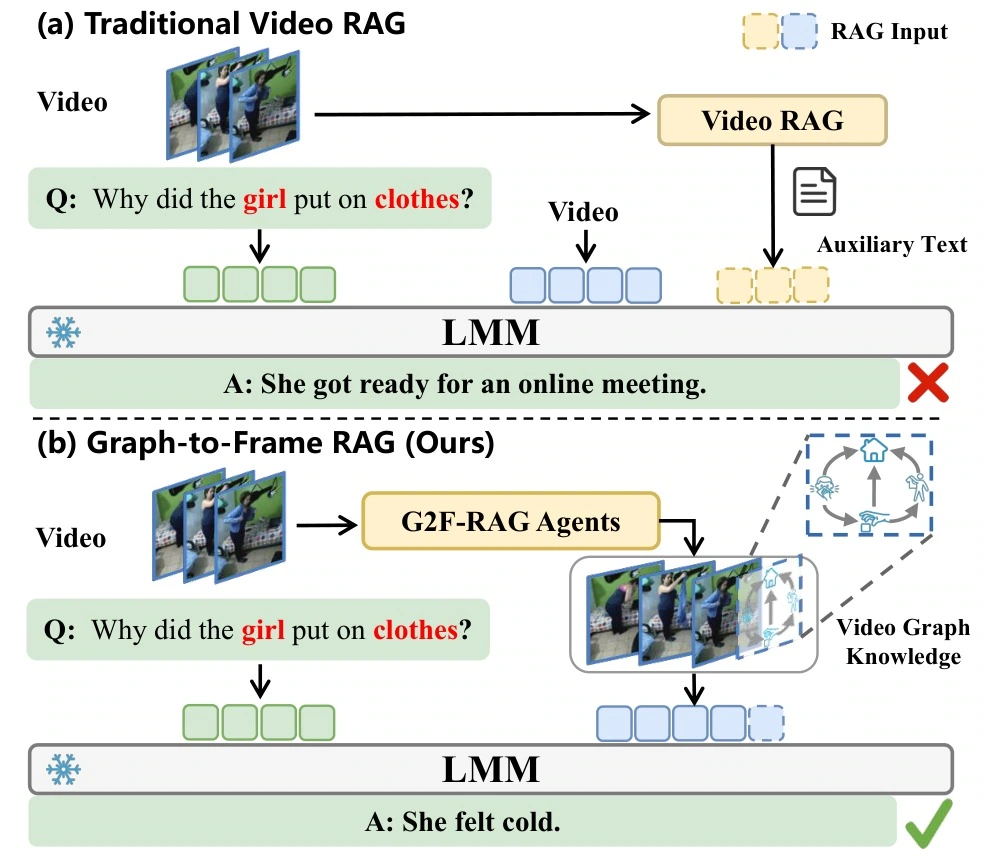 (a) Traditional Video RAG
RAG Input
Video
Video RAG
Q: Why did the girl put on clothes?
Video
Auxiliary Text
LMM
A: She got ready for an online meeting.
(b) Graph-to-Frame RAG (Ours)
Video
G2F-RAG Agents
Q: Why did the girl put on clothes?
Video Graph
Knowledge
LMM
A: She felt cold.